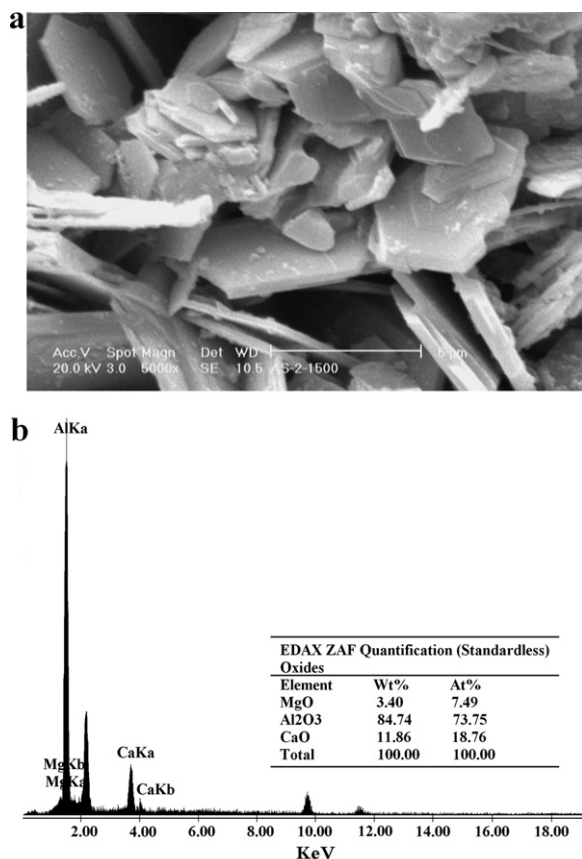 a
Acc.V Spot Magn Det WD 5 μm
20.0 kV 3.0 5000x SE 10.5 AS-2-1500
b
AlKa
MgKb
MgKa
CaKa
CaKb
EDAX ZAF Quantification (Standardless)
Oxides
Element Wt% At%
MgO 3.40 7.49
Al2O3 84.74 73.75
CaO 11.86 18.76
Total 100.00 100.00
2.00 4.00 6.00 8.00 10.00 12.00 14.00 16.00 18.00
KeV